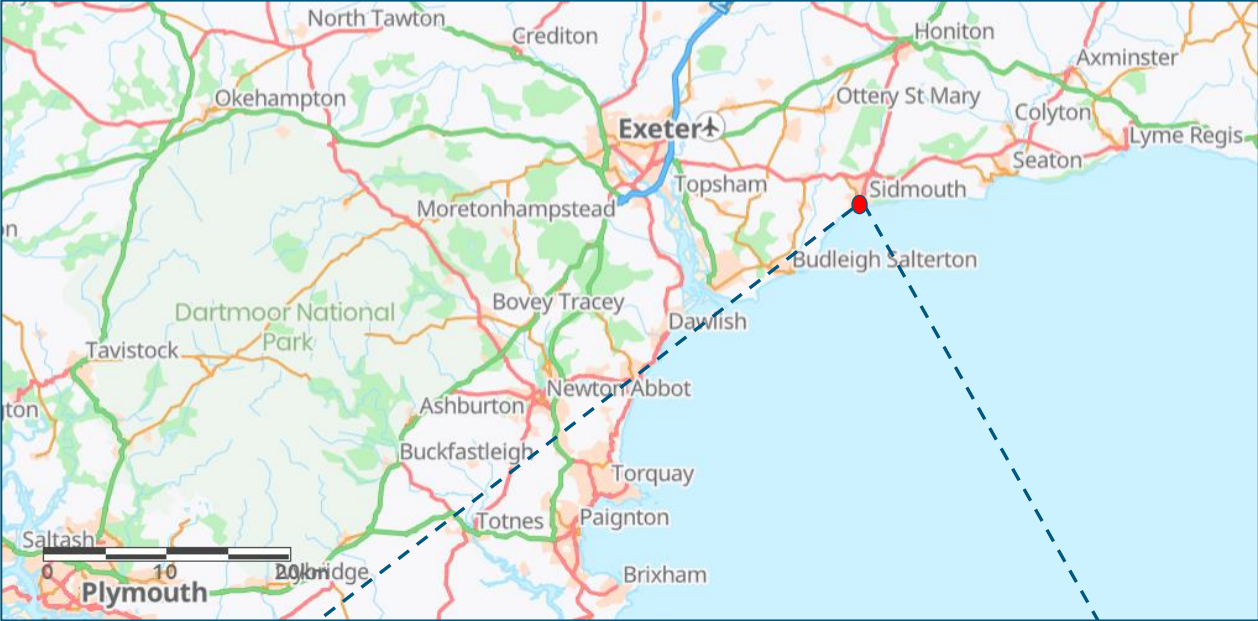 North Tawton
Crediton
Honiton
Axminster
Okehampton
Ottery St Mary
Colyton
Exeter
Lyme Regis
Seaton
Topsham
Sidmouth
Moretonhampstead
Budleigh Salterton
Bovey Tracey
Dartmoor National
Park
Dawlish
Tavistock
Newton Abbot
Ashburton
gton
Buckfastleigh
Torquay
Totnes
Paignton
Saltash
0
10
20km
Brixham
Plymouth